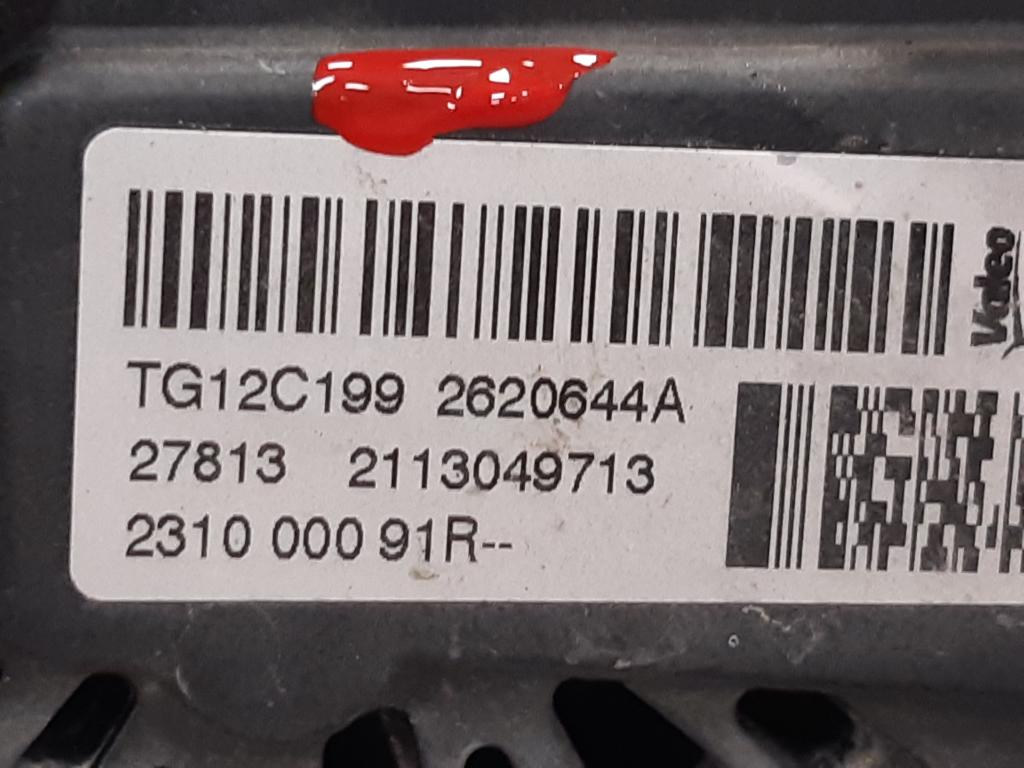 Valeo
TG12C199 2620644A
27813 2113049713
2310 000 91R--